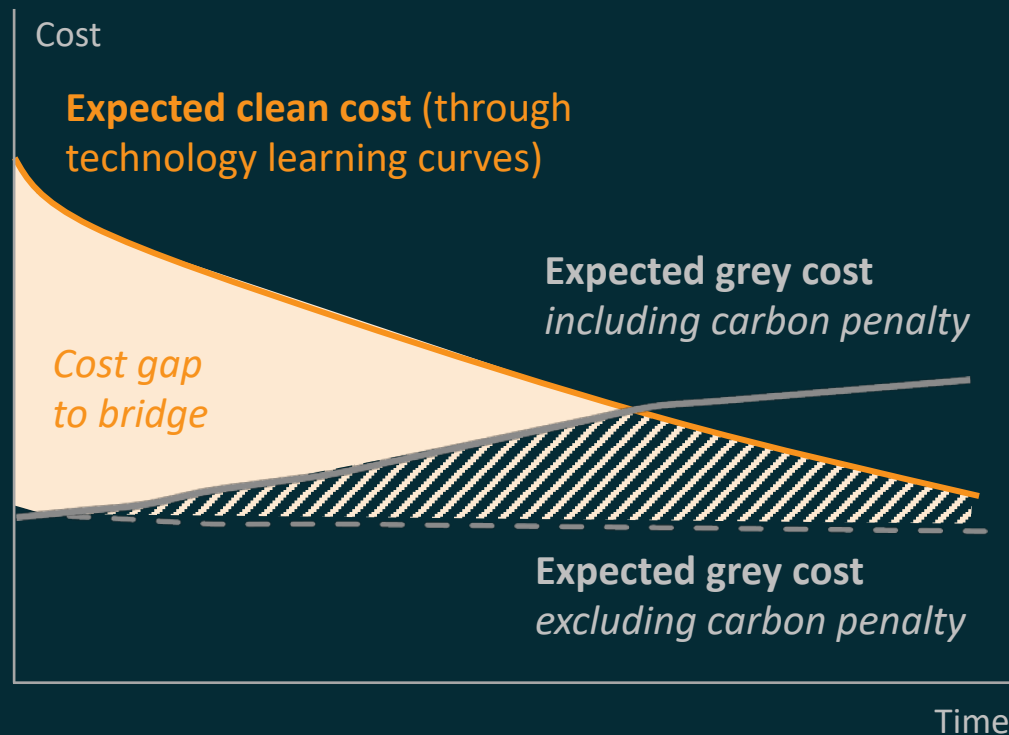 Cost
Expected clean cost (through
technology learning curves)
Expected grey cost
including carbon penalty
Cost gap
to bridge
Expected grey cost
excluding carbon penalty
Time